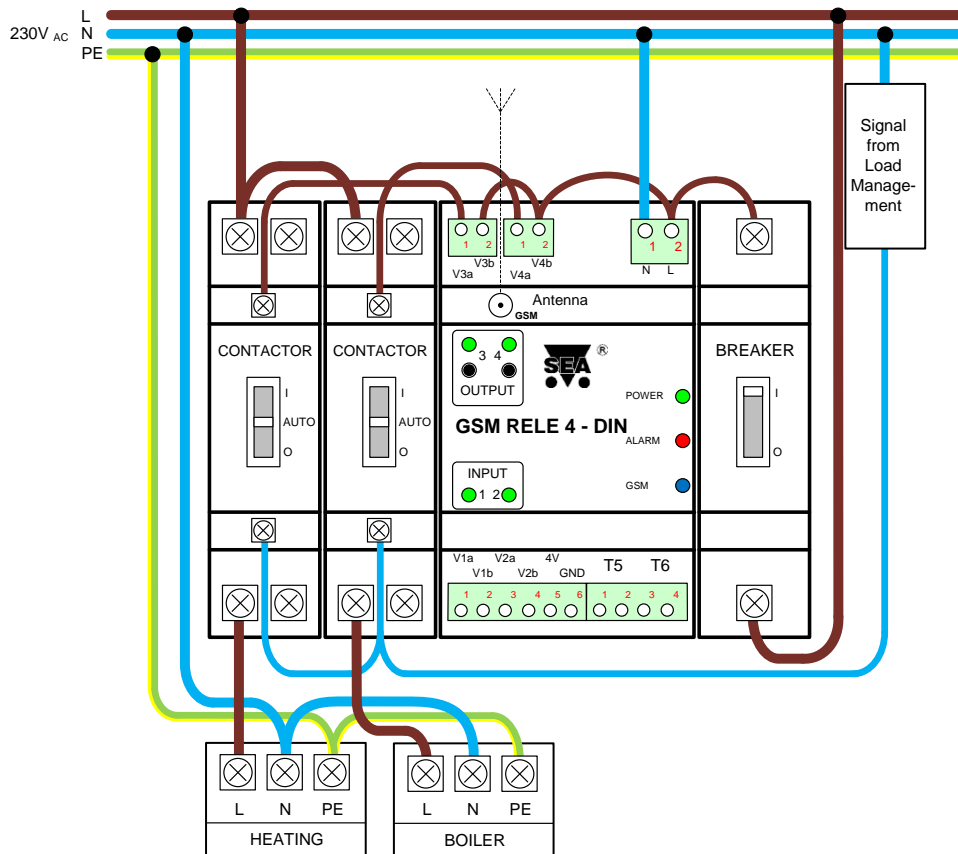 L
230V AC N
PE
Signal
from
Load
Manage-
ment
1 2 1 2 1 2
V3b V4b N L
V3a V4a
Antenna
GSM
CONTACTOR CONTACTOR BREAKER
3 4
OUTPUT
SEA ®
I I POWER I
AUTO AUTO
GSM RELE 4 - DIN
ALARM
O O O
INPUT
1 2
GSM
V1a V2a 4V
V1b V2b GND T5 T6
1 2 3 4 5 6 1 2 3 4
L N PE L N PE
HEATING BOILER